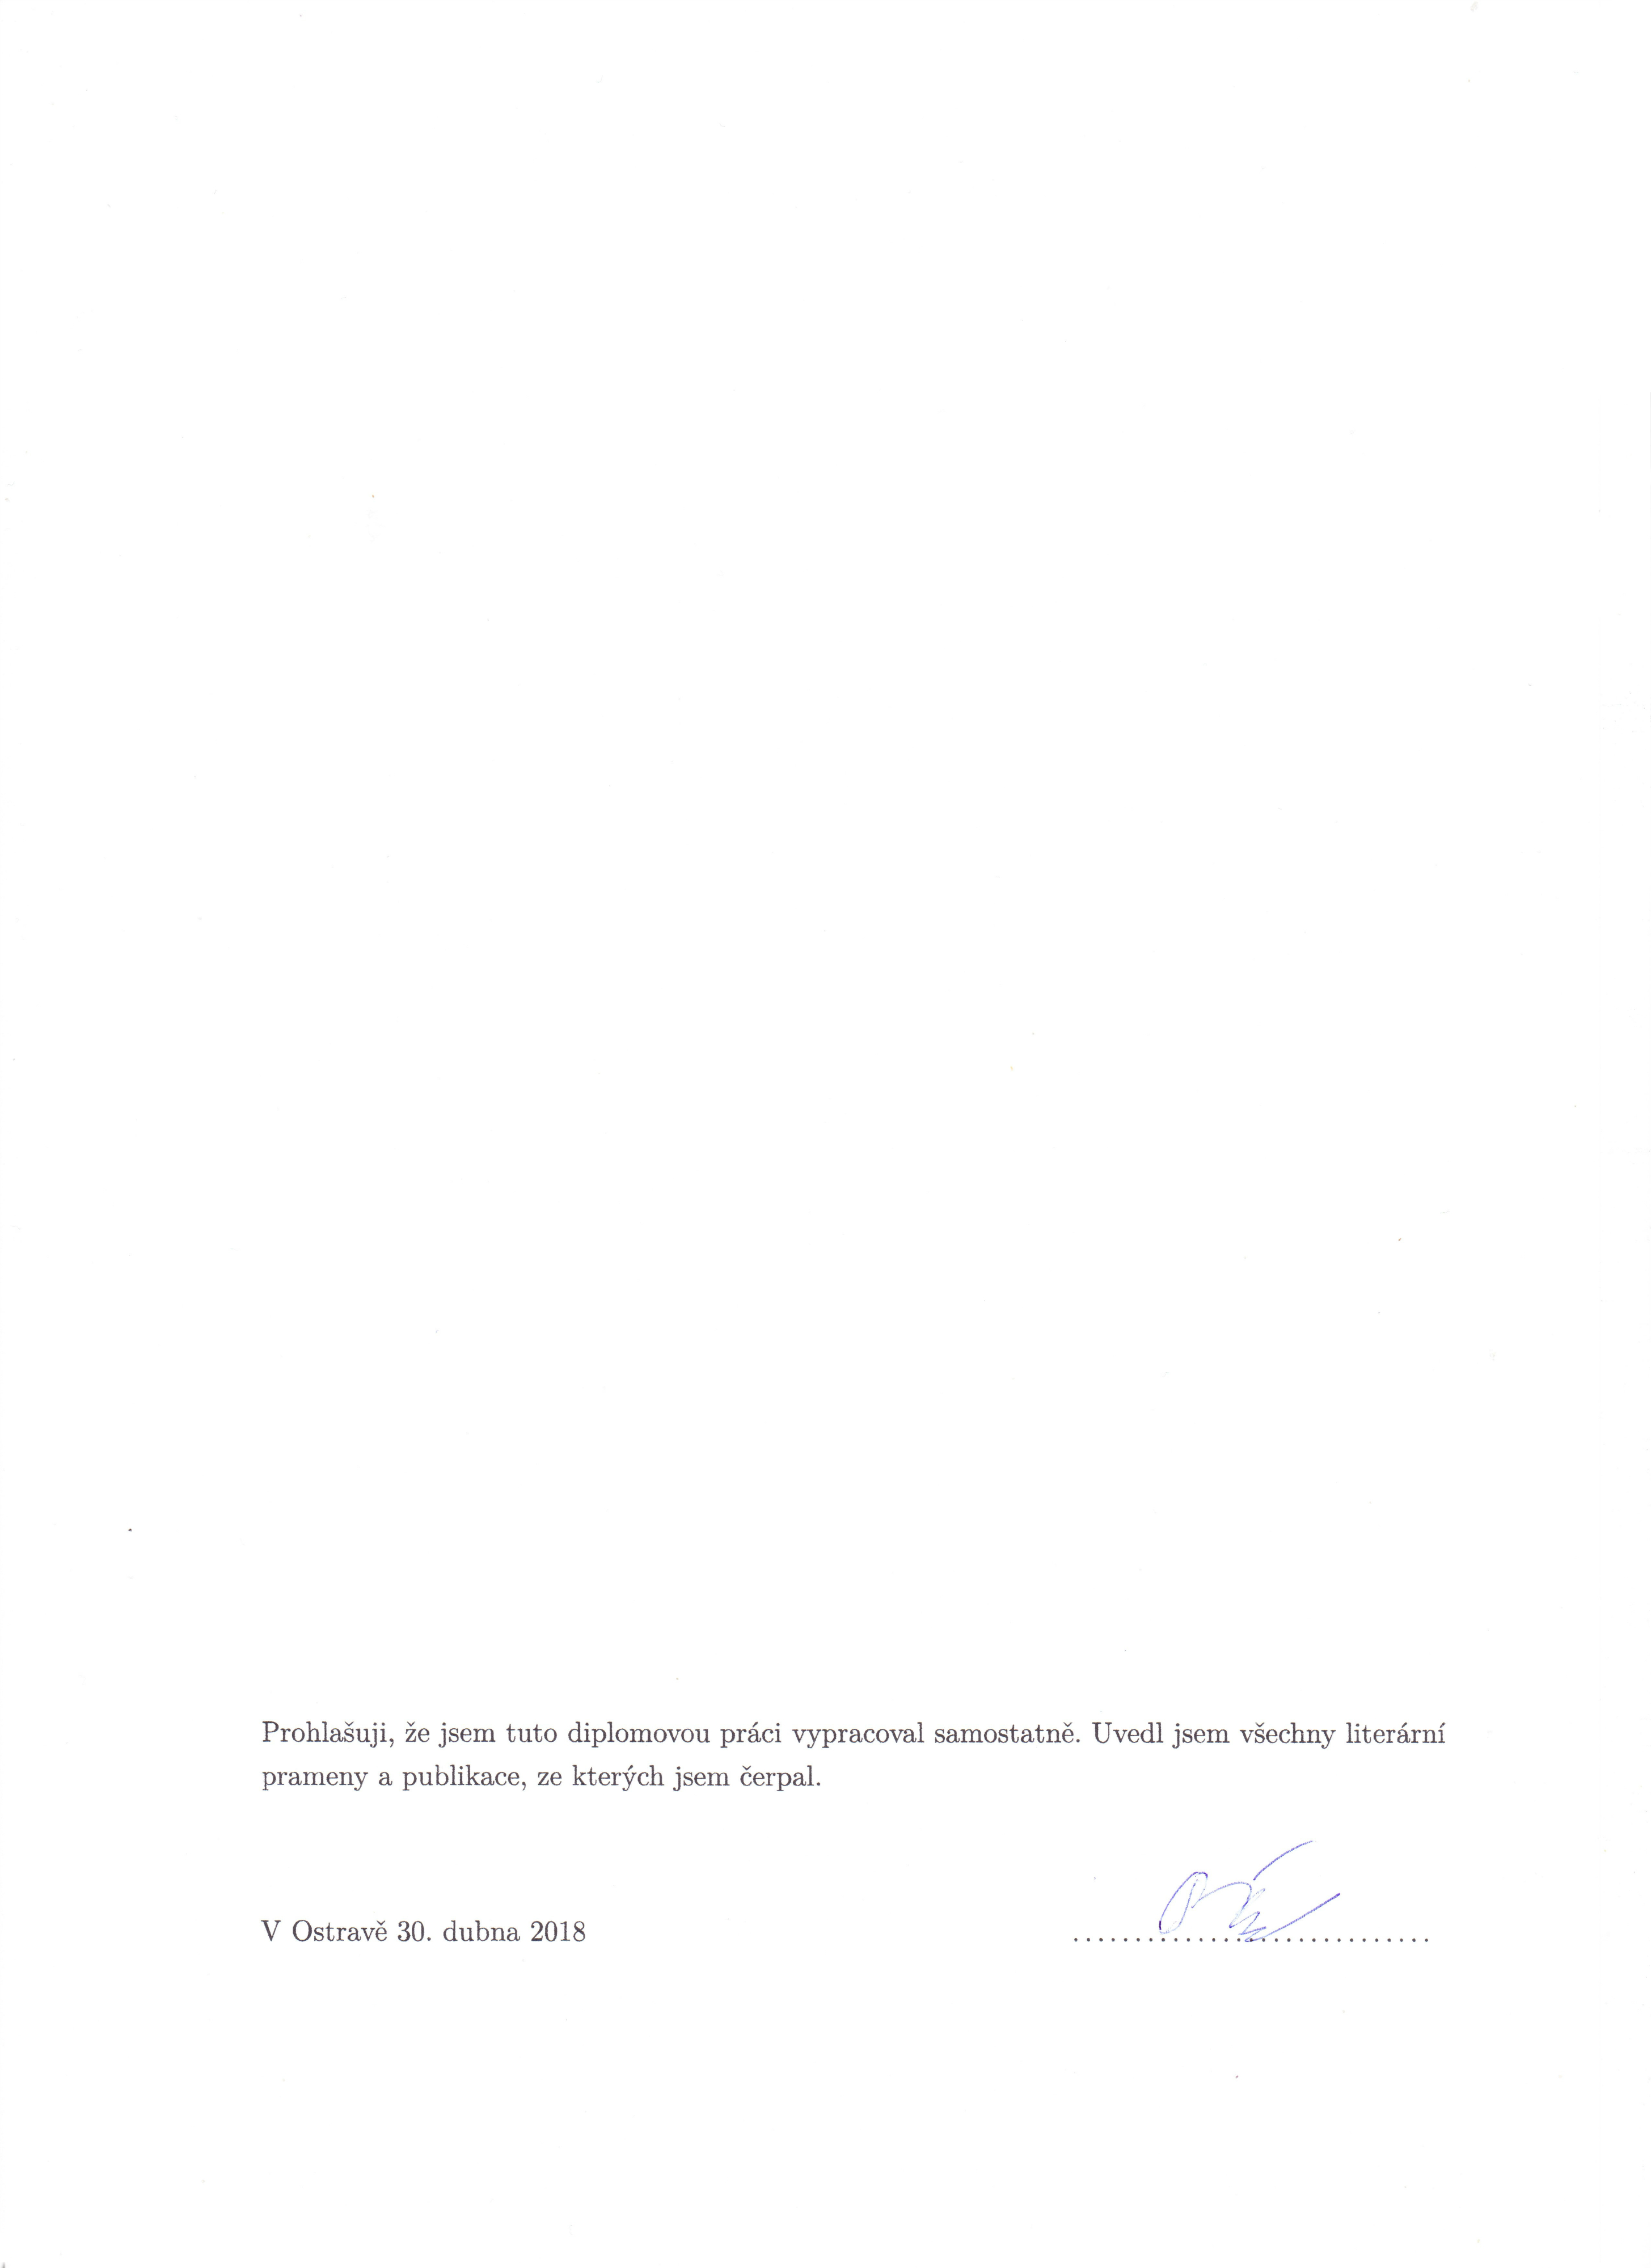 Prohlašuji, že jsem tuto diplomovou práci vypracoval samostatně. Uvedl jsem všechny literární
prameny a publikace, ze kterých jsem čerpal.
V Ostravě 30. dubna 2018